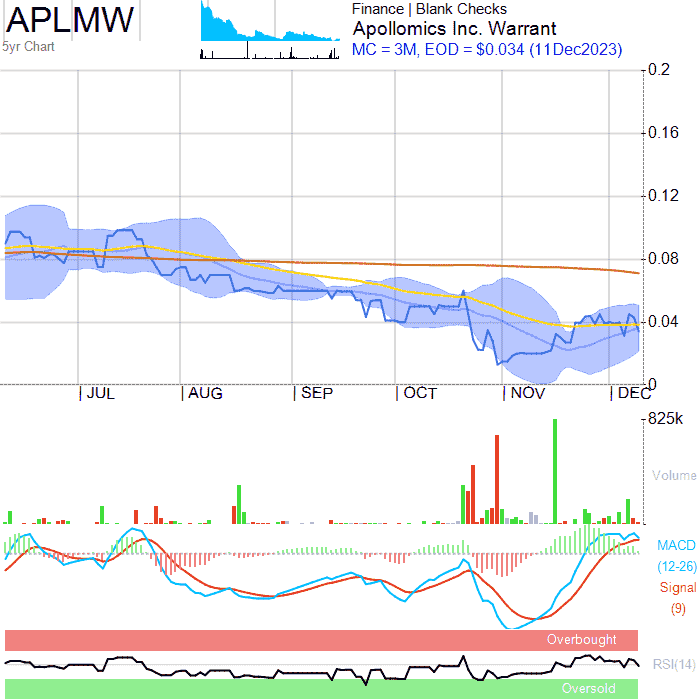 APLMW
5yr Chart
Finance | Blank Checks
Apollomics Inc. Warrant
MC = 3M, EOD = $0.034 (11Dec2023)
0.2
0.16
0.12
0.08
0.04
0
| JUL | AUG | SEP | OCT | NOV | DEC
825k
Volume
MACD
(12-26)
Signal
(9)
Overbought
RSI(14)
Oversold